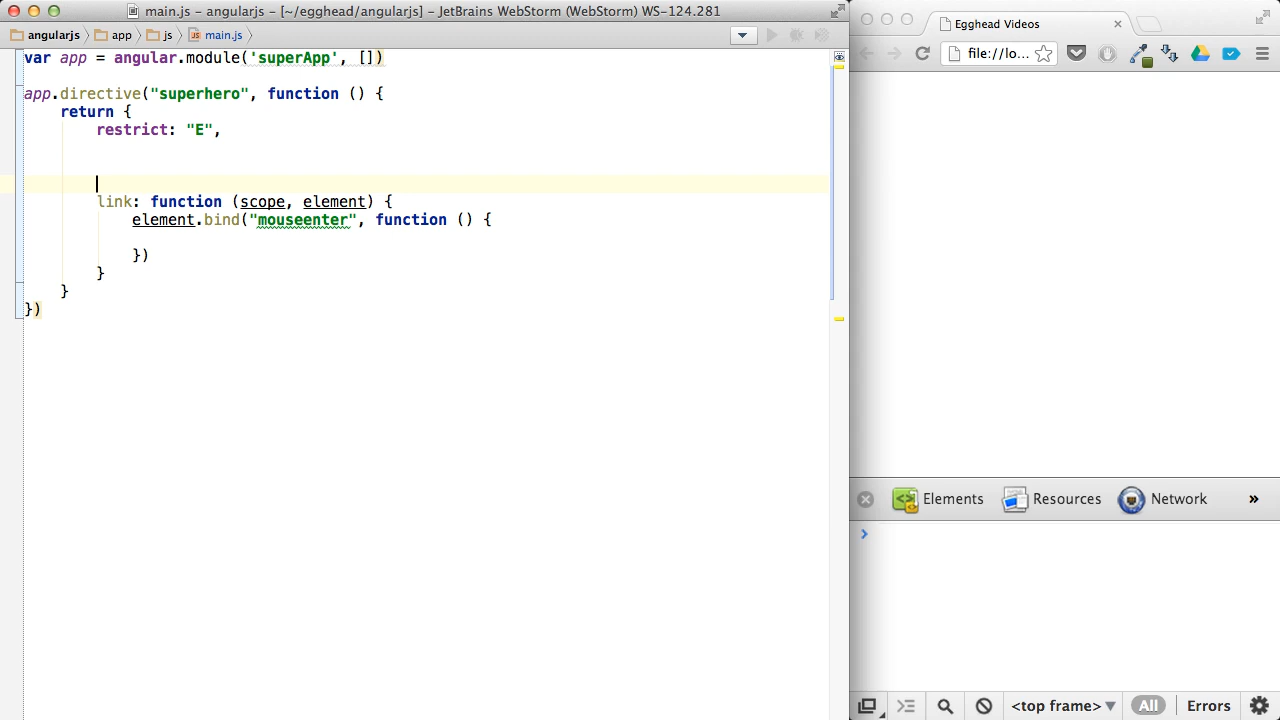 main.js – angularjs – [~/egghead/angularjs] – JetBrains WebStorm (WebStorm) WS-124.281
angularjs app js main.js
var app = angular.module('superApp', [])
app.directive("superhero", function () {
return {
restrict: "E",
link: function (scope, element) {
element.bind("mouseenter", function () {
})
}
}
})
Egghead Videos
file://lo...
Elements Resources Network »
<top frame> All Errors